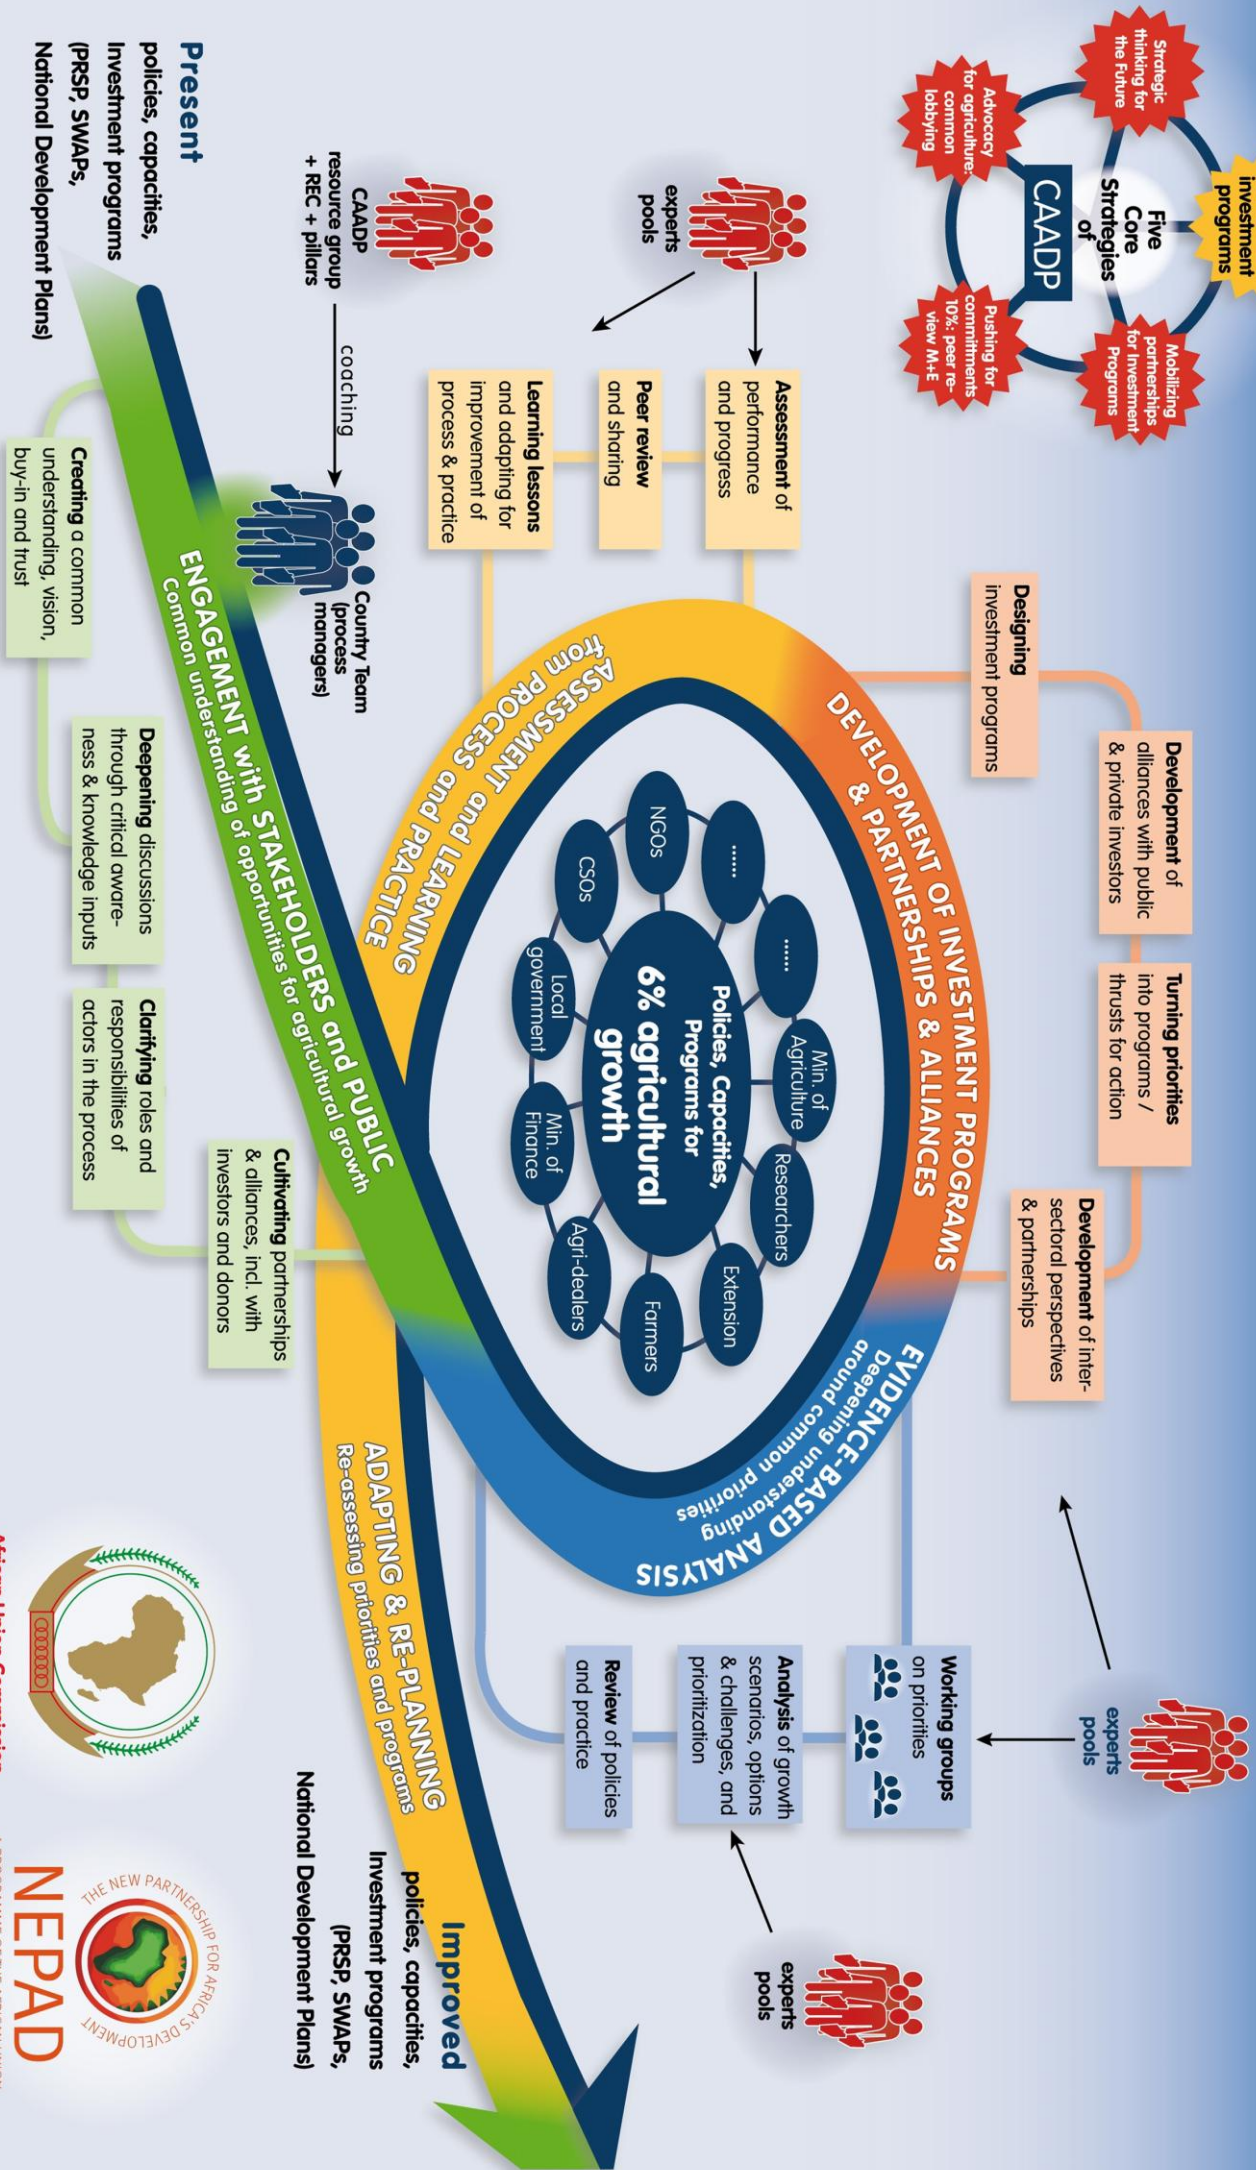 investment
programs
Strategic
thinking for
the Future
Mobilizing
partnerships
for Investment
Programs
Five
Core
Strategies
of
CAADP
Advocacy
for agriculture:
common
lobbying
Pushing for
committments
10%: peer re-
view M+E
experts
pools
Assessment of
performance
and progress
Peer review
and sharing
Learning lessons
and adapting for
improvement of
process & practice
CAADP
resource group
+ REC + pillars
coaching
Country Team
(process
managers)
Present
policies, capacities,
Investment programs
(PRSP, SWAPs,
National Development Plans)
Designing
investment programs
Development of
alliances with public
& private investors
Turning priorities
into programs /
thrusts for action
Development of inter-
sectoral perspectives
& partnerships
experts
pools
DEVELOPMENT OF INVESTMENT PROGRAMS
& PARTNERSHIPS & ALLIANCES
EVIDENCE-BASED ANALYSIS
Deepening understanding
around common priorities
ASSESSMENT and LEARNING
from PROCESS and PRACTICE
......
......
Min. of
Agriculture
Researchers
Extension
Farmers
Agri-dealers
Min. of
Finance
Local
government
CSOs
NGOs
Policies, Capacities,
Programs for
6% agricultural
growth
Working groups
on priorities
Analysis of growth
scenarios, options
& challenges, and
prioritization
Review of policies
and practice
experts
pools
ENGAGEMENT with STAKEHOLDERS and PUBLIC
Common understanding of opportunities for agricultural growth
ADAPTING & RE-PLANNING
Re-assessing priorities and programs
Improved
policies, capacities,
Investment programs
(PRSP, SWAPs,
National Development Plans)
Creating a common
understanding, vision,
buy-in and trust
Deepening discussions
through critical aware-
ness & knowledge inputs
Clarifying roles and
responsibilities of
actors in the process
Cultivating partnerships
& alliances, incl. with
investors and donors
THE NEW PARTNERSHIP FOR AFRICA'S DEVELOPMENT
NEPAD